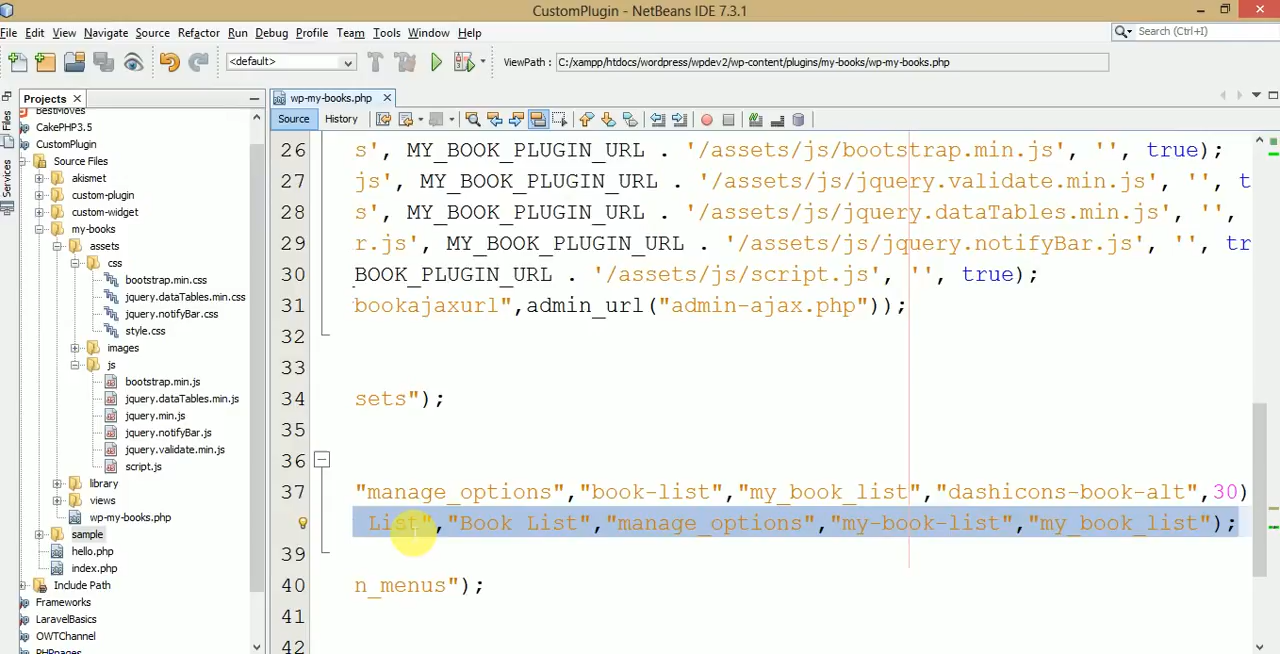 CustomPlugin - NetBeans IDE 7.3.1
File Edit View Navigate Source Refactor Run Debug Profile Team Tools Window Help
Search (Ctrl+I)
<default>
ViewPath : C:/xampp/htdocs/wordpress/wpdev2/wp-content/plugins/my-books/wp-my-books.php
Files
Services
Projects
BestMoves
CakePHP3.5
CustomPlugin
Source Files
akismet
custom-plugin
custom-widget
my-books
assets
css
bootstrap.min.css
jquery.dataTables.min.css
jquery.notifyBar.css
style.css
images
js
bootstrap.min.js
jquery.dataTables.min.js
jquery.min.js
jquery.notifyBar.js
jquery.validate.min.js
script.js
library
views
wp-my-books.php
sample
hello.php
index.php
Include Path
Frameworks
LaravelBasics
OWTChannel
PHPpages
wp-my-books.php
Source History
26 s', MY_BOOK_PLUGIN_URL . '/assets/js/bootstrap.min.js', '', true);
27 js', MY_BOOK_PLUGIN_URL . '/assets/js/jquery.validate.min.js', '', t
28 s', MY_BOOK_PLUGIN_URL . '/assets/js/jquery.dataTables.min.js', '',
29 r.js', MY_BOOK_PLUGIN_URL . '/assets/js/jquery.notifyBar.js', '', tr
30 BOOK_PLUGIN_URL . '/assets/js/script.js', '', true);
31 bookajaxurl",admin_url("admin-ajax.php"));
32
33
34 sets");
35
36
37 "manage_options","book-list","my_book_list","dashicons-book-alt",30)
List","Book List","manage_options","my-book-list","my_book_list");
39
40 n_menus");
41
42